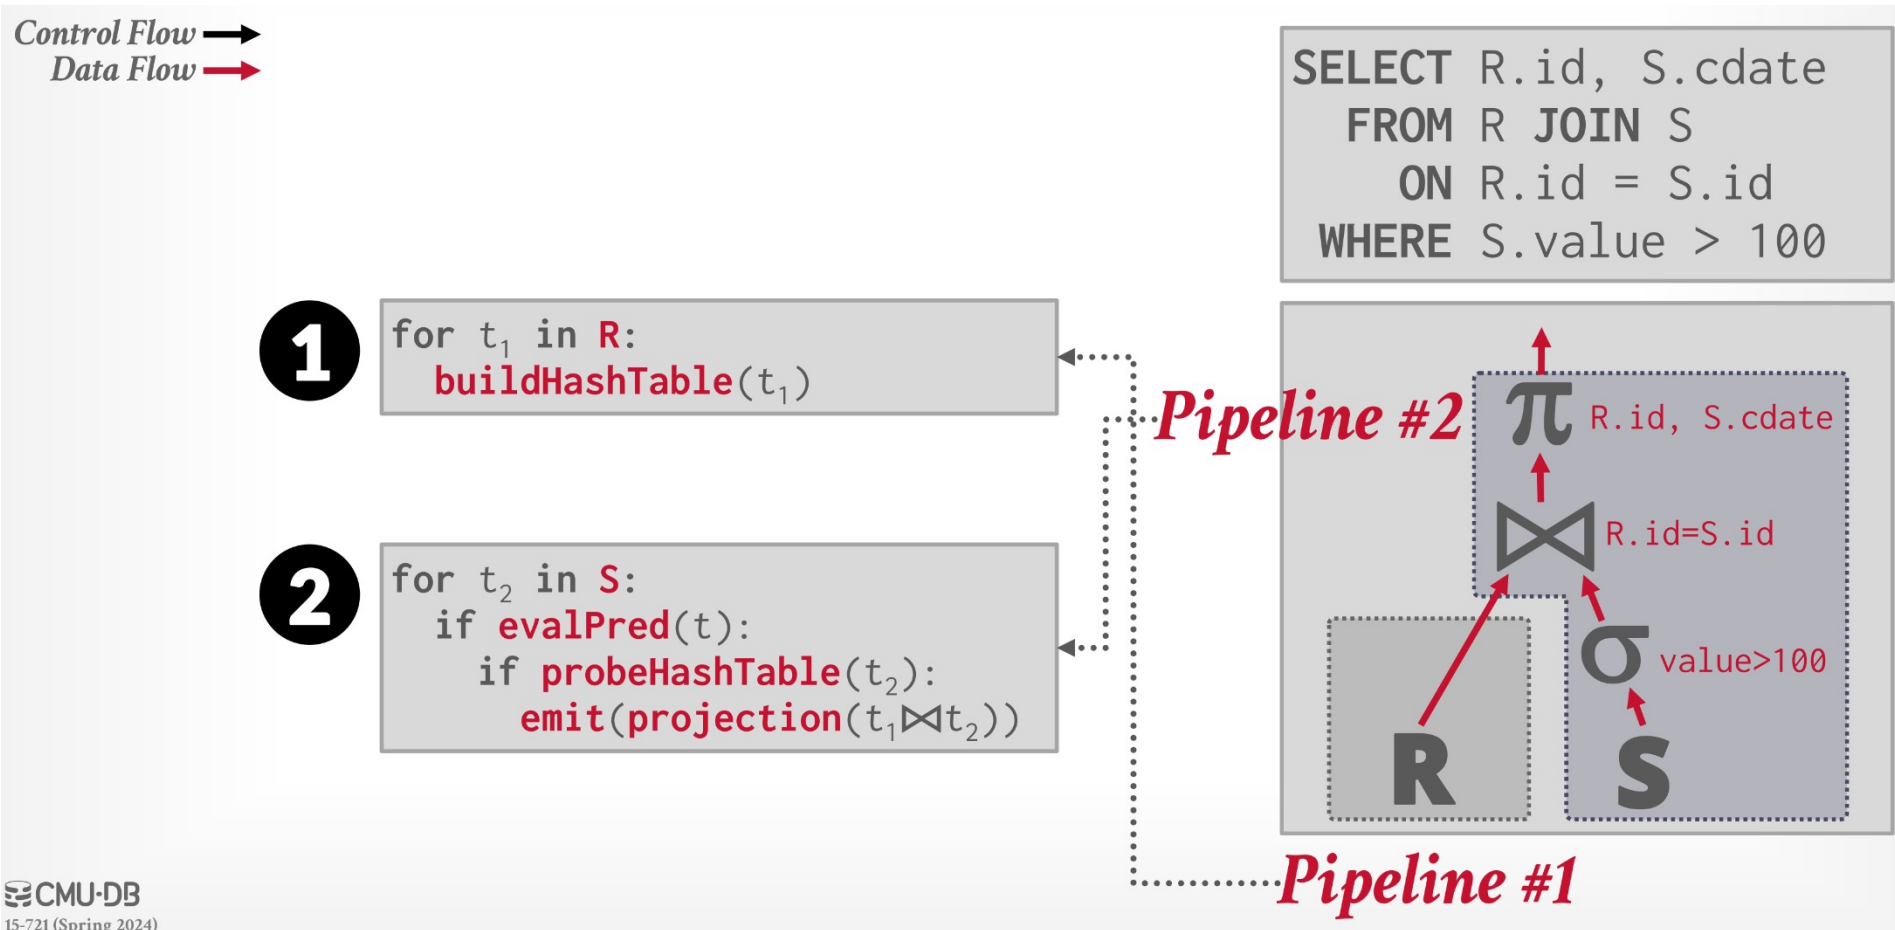 Control Flow
Data Flow
SELECT R.id, S.cdate
FROM R JOIN S
ON R.id = S.id
WHERE S.value > 100
1
for t₁ in R:
buildHashTable(t₁)
2
for t₂ in S:
if evalPred(t):
if probeHashTable(t₂):
emit(projection(t₁⋈t₂))
Pipeline #2
π R.id, S.cdate
⋈ R.id=S.id
σ value>100
R
S
Pipeline #1
CMU·DB
15-721 (Spring 2024)